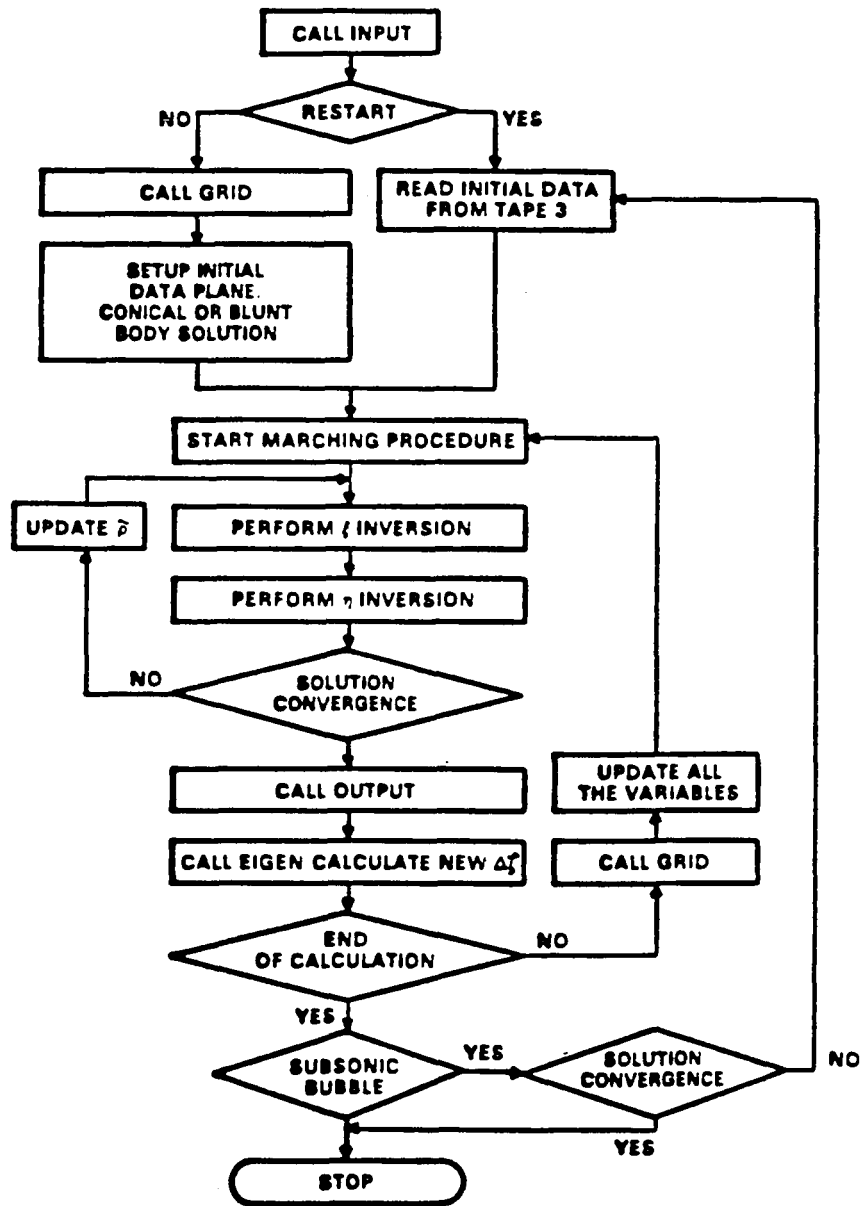 CALL INPUT
RESTART
NO
YES
CALL GRID
READ INITIAL DATA
FROM TAPE 3
SETUP INITIAL
DATA PLANE.
CONICAL OR BLUNT
BODY SOLUTION
START MARCHING PROCEDURE
UPDATE ρ̃
PERFORM ζ INVERSION
PERFORM η INVERSION
NO
SOLUTION
CONVERGENCE
CALL OUTPUT
UPDATE ALL
THE VARIABLES
CALL EIGEN CALCULATE NEW Δζ
CALL GRID
END
OF CALCULATION
NO
YES
SUBSONIC
BUBBLE
YES
SOLUTION
CONVERGENCE
NO
YES
STOP